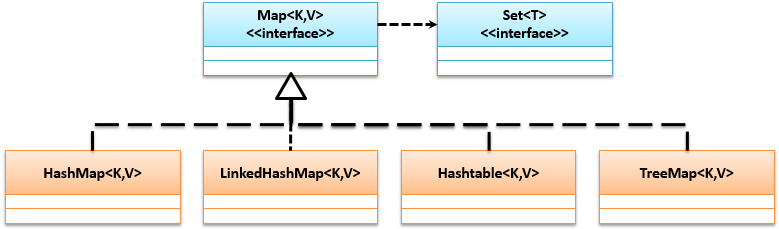 Map<K,V>
<<interface>>
Set<T>
<<interface>>
HashMap<K,V>
LinkedHashMap<K,V>
Hashtable<K,V>
TreeMap<K,V>